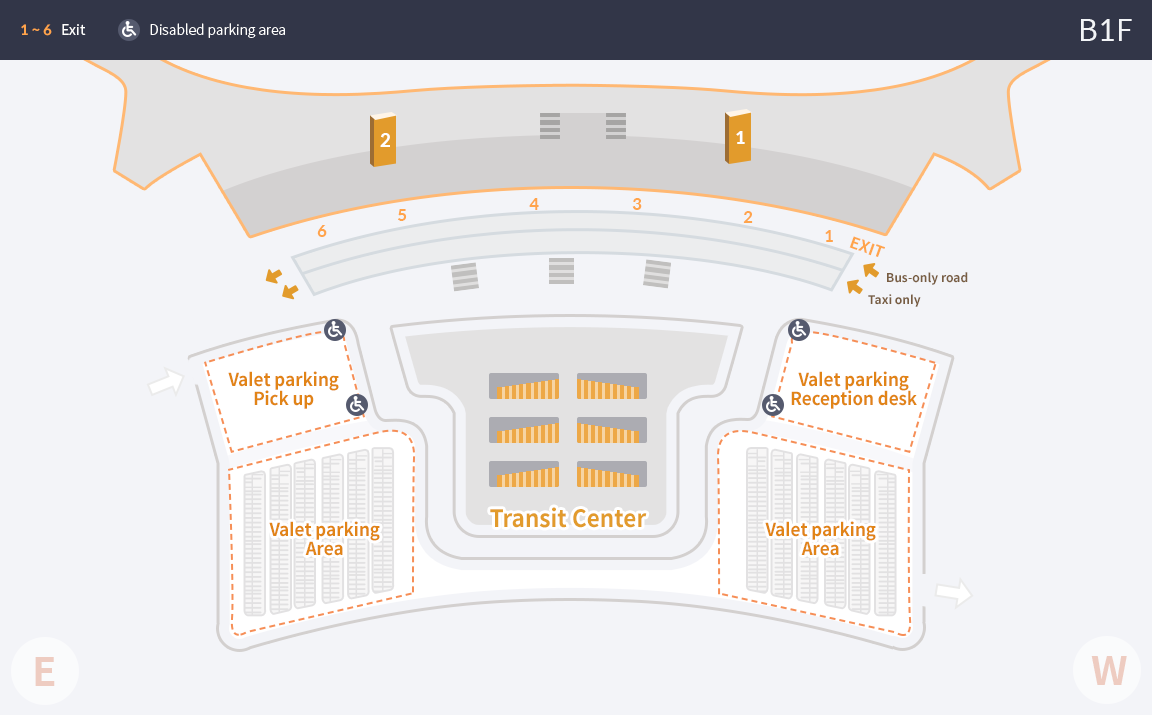 1 ~ 6 Exit
Disabled parking area
B1F
2
1
6
5
4
3
2
1
EXIT
Bus-only road
Taxi only
Valet parking
Pick up
Valet parking
Reception desk
Valet parking
Area
Transit Center
Valet parking
Area
E
W